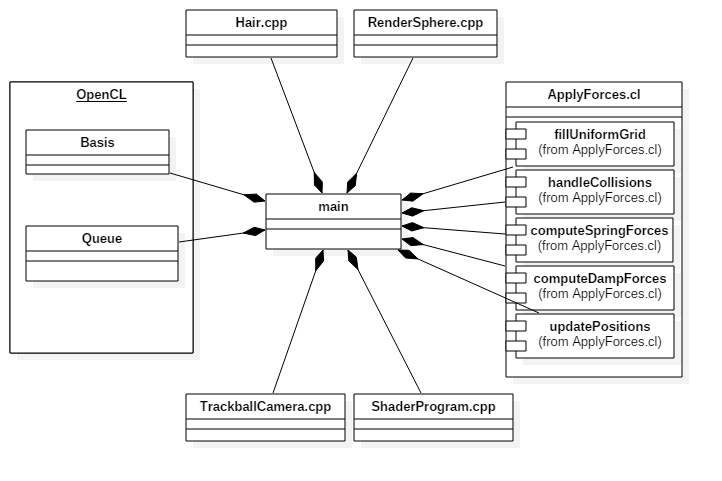 Hair.cpp
RenderSphere.cpp
OpenCL
Basis
Queue
main
ApplyForces.cl
fillUniformGrid
(from ApplyForces.cl)
handleCollisions
(from ApplyForces.cl)
computeSpringForces
(from ApplyForces.cl)
computeDampForces
(from ApplyForces.cl)
updatePositions
(from ApplyForces.cl)
TrackballCamera.cpp
ShaderProgram.cpp